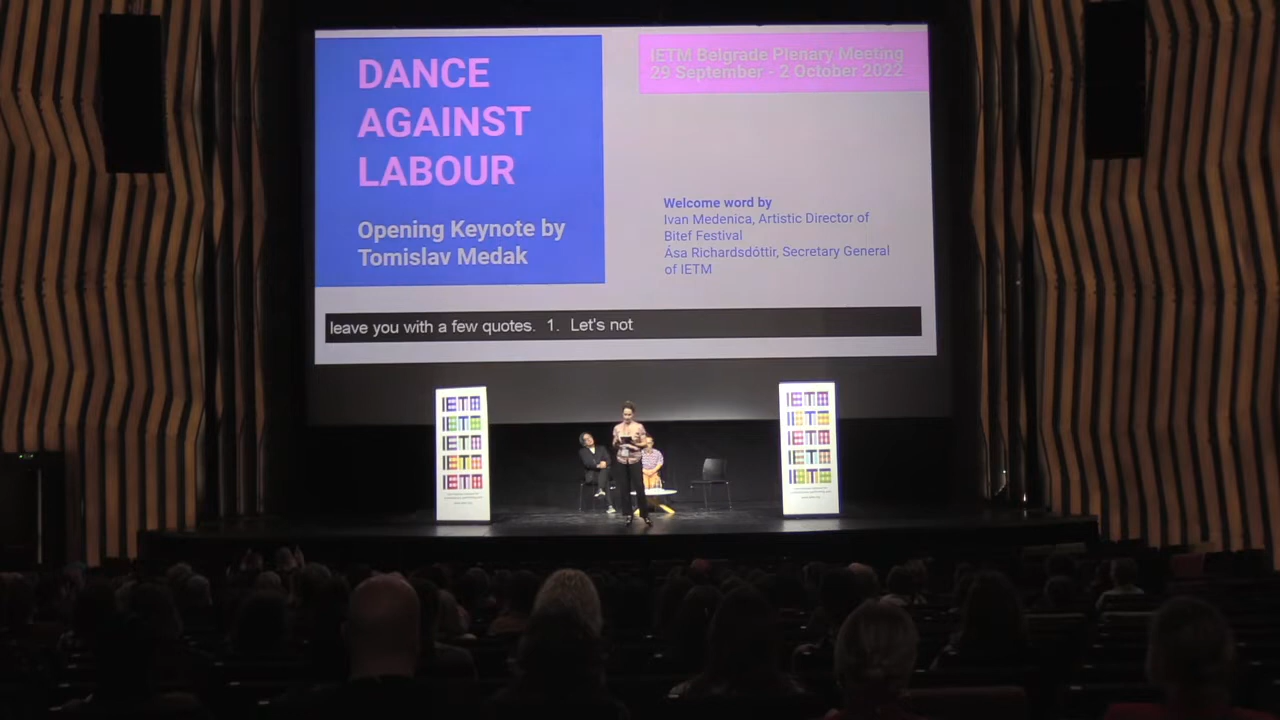 DANCE
AGAINST
LABOUR
Opening Keynote by
Tomislav Medak
IETM Belgrade Plenary Meeting
29 September - 2 October 2022
Welcome word by
Ivan Medenica, Artistic Director of
Bitef Festival
Ása Richardsdóttir, Secretary General
of IETM
leave you with a few quotes. 1. Let's not
IETM
IETM
IETM
IETM
IETM
IETM
IETM
IETM
IETM
IETM